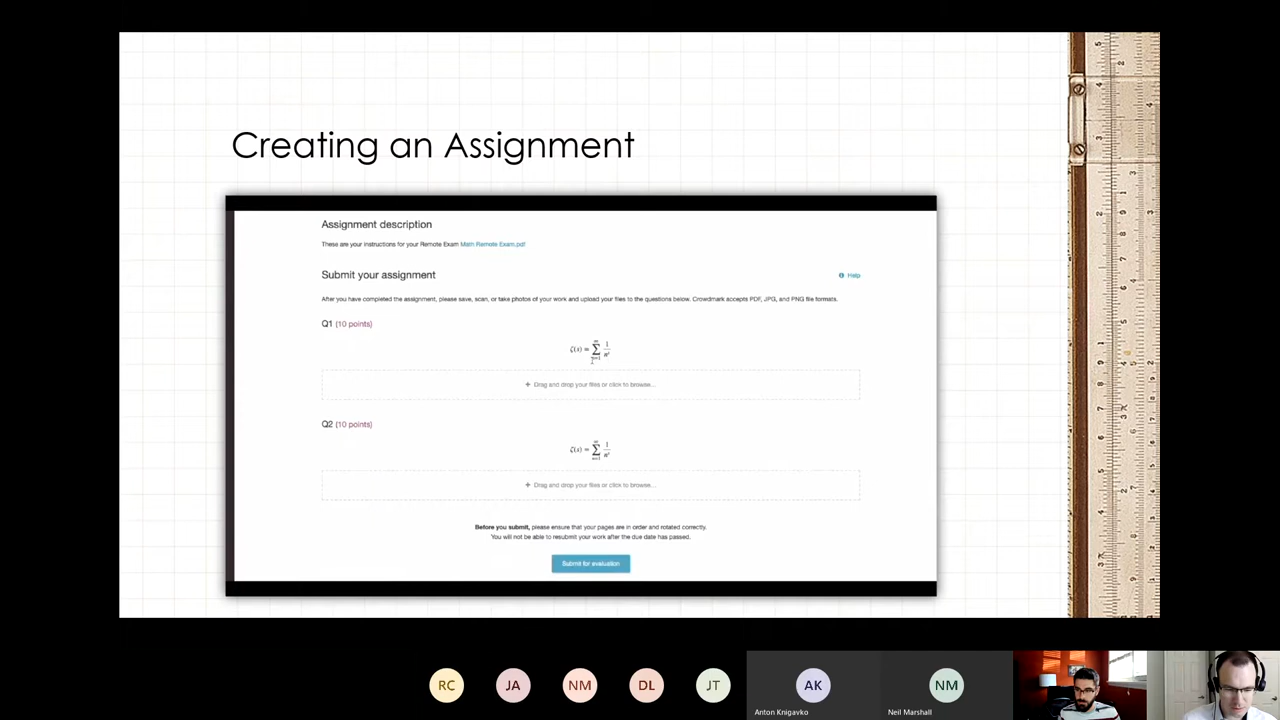 Creating an Assignment
Assignment description
These are your instructions for your Remote Exam Math Remote Exam.pdf
Submit your assignment
Help
After you have completed the assignment, please save, scan, or take photos of your work and upload your files to the questions below. Crowdmark accepts PDF, JPG, and PNG file formats.
Q1 (10 points)
+ Drag and drop your files or click to browse...
Q2 (10 points)
+ Drag and drop your files or click to browse...
Before you submit, please ensure that your pages are in order and rotated correctly.
You will not be able to resubmit your work after the due date has passed.
Submit for evaluation
RC JA NM DL JT AK NM
Anton Knigavko Neil Marshall